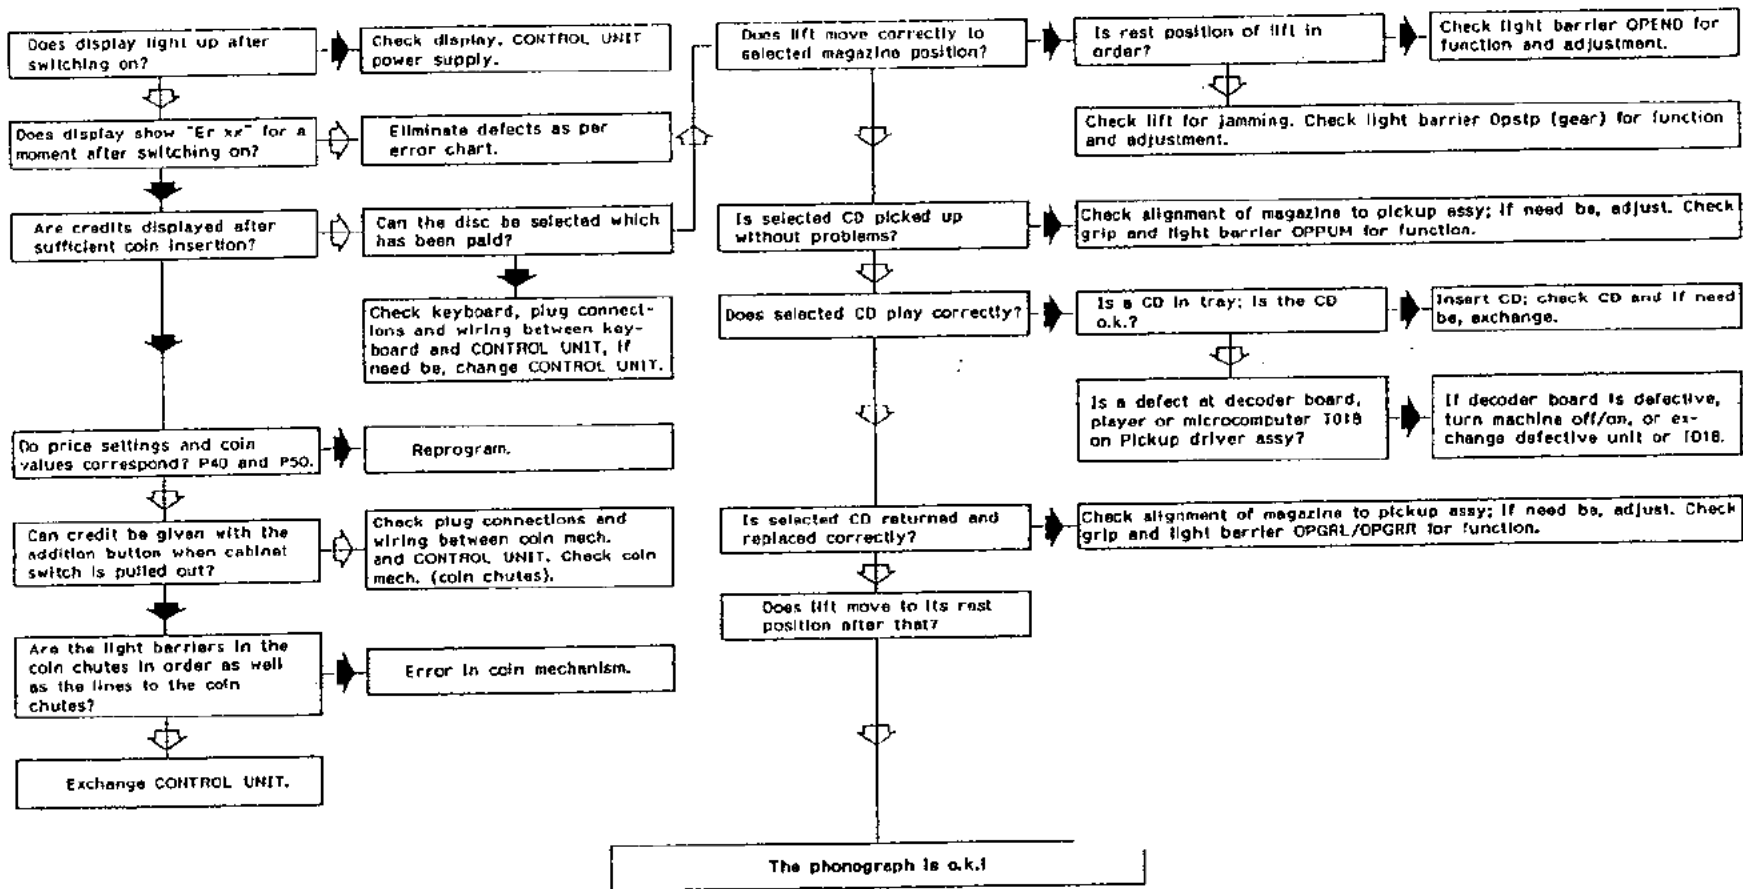 Does display light up after
switching on?
Check display, CONTROL UNIT
power supply.
Does display show "Er xx" for a
moment after switching on?
Eliminate defects as per
error chart.
Are credits displayed after
sufficient coin insertion?
Can the disc be selected which
has been paid?
Check keyboard, plug connect-
ions and wiring between key-
board and CONTROL UNIT, if
need be, change CONTROL UNIT.
Do price settings and coin
values correspond? P40 and P50.
Reprogram.
Can credit be given with the
addition button when cabinet
switch is pulled out?
Check plug connections and
wiring between coin mech.
and CONTROL UNIT. Check coin
mech. (coin chutes).
Are the light barriers in the
coin chutes in order as well
as the lines to the coin
chutes?
Error in coin mechanism.
Exchange CONTROL UNIT.
Does lift move correctly to
selected magazine position?
Is rest position of lift in
order?
Check light barrier OPEND for
function and adjustment.
Check lift for jamming. Check light barrier Opstp (gear) for function
and adjustment.
Is selected CD picked up
without problems?
Check alignment of magazine to pickup assy; if need be, adjust. Check
grip and light barrier OPPUM for function.
Does selected CD play correctly?
Is a CD in tray; is the CD
o.k.?
Insert CD; check CD and if need
be, exchange.
Is a defect at decoder board,
player or microcomputer
on Pickup driver assy?
If decoder board is defective,
turn machine off/on, or ex-
change defective unit or
Is selected CD returned and
replaced correctly?
Check alignment of magazine to pickup assy; if need be, adjust. Check
grip and light barrier OPGRL/OPGRR for function.
Does lift move to its rest
position after that?
The phonograph is o.k.!